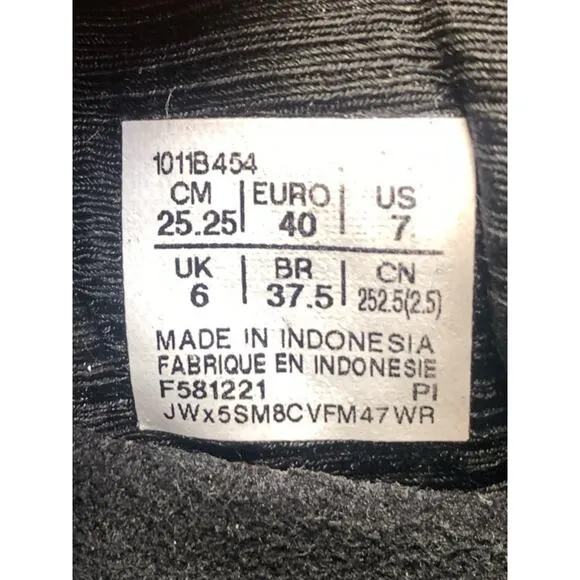 1011B454
CM | EURO | US
25.25 | 40 | 7
UK | BR | CN
6 | 37.5 | 252.5(2.5)
MADE IN INDONESIA
FABRIQUE EN INDONESIE
F581221 PI
JWx5SM8CVFM47WR